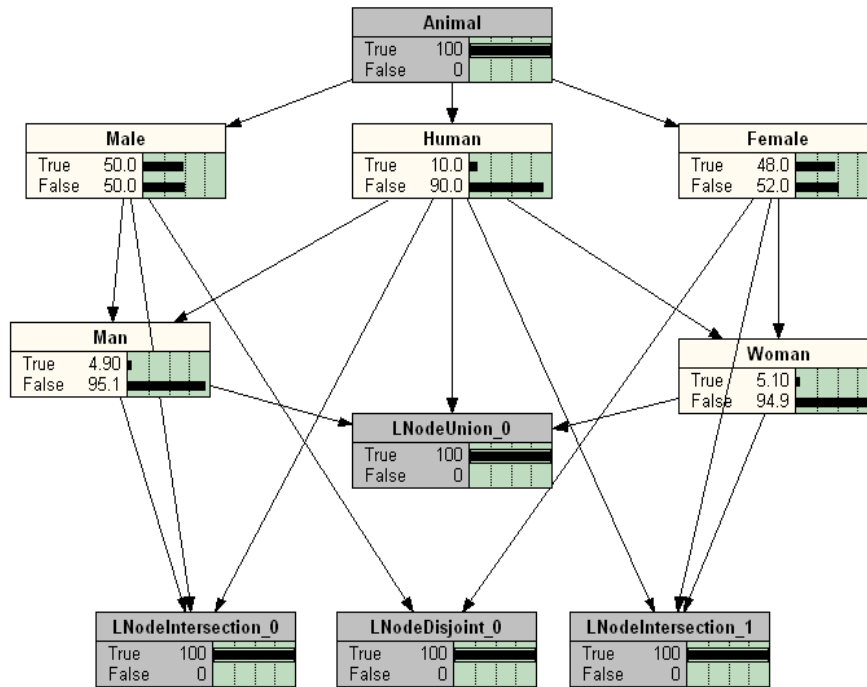 Animal
True 100
False 0
Male
True 50.0
False 50.0
Human
True 10.0
False 90.0
Female
True 48.0
False 52.0
Man
True 4.90
False 95.1
Woman
True 5.10
False 94.9
LNodeUnion_0
True 100
False 0
LNodeIntersection_0
True 100
False 0
LNodeDisjoint_0
True 100
False 0
LNodeIntersection_1
True 100
False 0